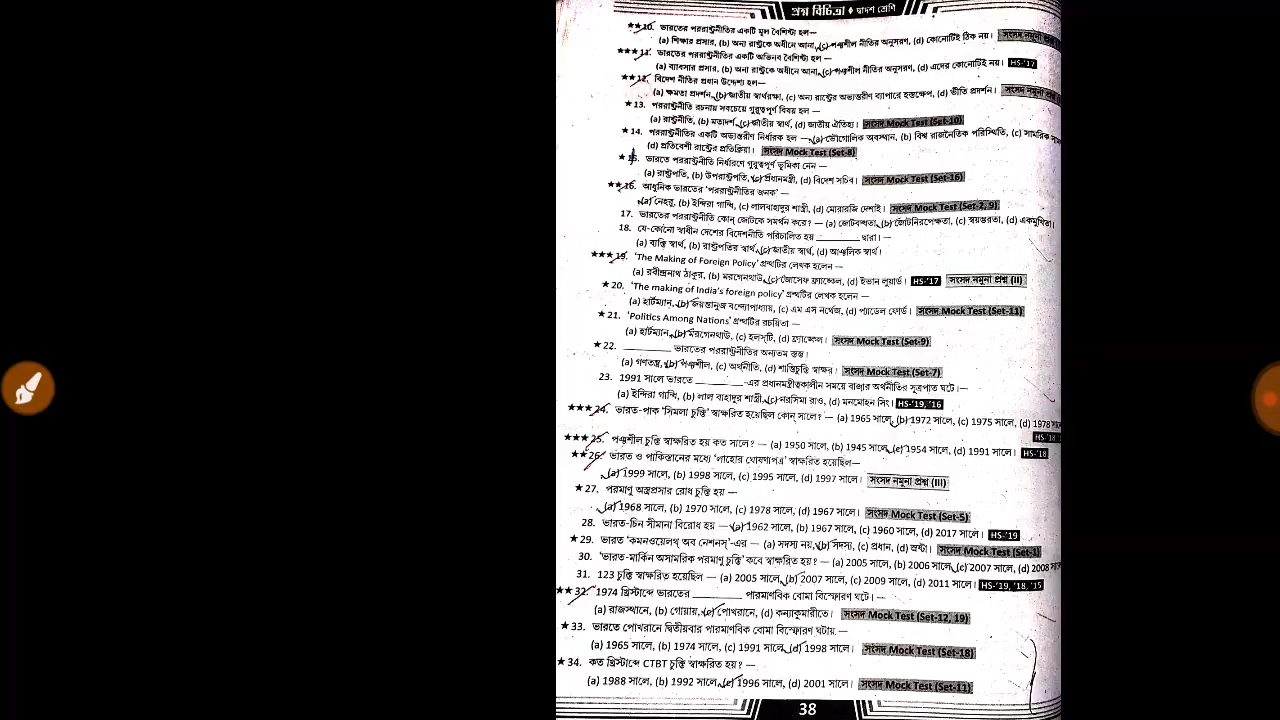 প্রশ্ন বিচিত্রা ♦ দ্বাদশ শ্রেণি
★★10. ভারতের পররাষ্ট্রনীতির একটি মূল বৈশিষ্ট্য হল—
(a) শিক্ষার প্রসার, (b) অন্য রাষ্ট্রকে অধীনে আনা, (c) পঞ্চশীল নীতির অনুসরণ, (d) কোনোটিই ঠিক নয়। সংসদ নমুনা
★★★11. ভারতের পররাষ্ট্রনীতির একটি অভিনব বৈশিষ্ট্য হল—
(a) ব্যাবসার প্রসার, (b) অন্য রাষ্ট্রকে অধীনে আনা, (c) পঞ্চশীল নীতির অনুসরণ, (d) এদের কোনোটিই নয়। HS-'17
★★12. বিদেশ নীতির প্রধান উদ্দেশ্য হল—
(a) ক্ষমতা প্রদর্শন, (b) জাতীয় স্বার্থরক্ষা, (c) অন্য রাষ্ট্রের অভ্যন্তরীণ ব্যাপারে হস্তক্ষেপ, (d) ভীতি প্রদর্শন। সংসদ নমুনা প্রশ্ন
★13. পররাষ্ট্রনীতি রচনায় সবচেয়ে গুরুত্বপূর্ণ বিষয় হল—
(a) রাষ্ট্রনীতি, (b) মতাদর্শ, (c) জাতীয় স্বার্থ, (d) জাতীয় ঐতিহ্য। সংসদ Mock Test (Set-10)
★14. পররাষ্ট্রনীতির একটি অভ্যন্তরীণ নির্ধারক হল — (a) ভৌগোলিক অবস্থান, (b) বিশ্ব রাজনৈতিক পরিস্থিতি, (c) সামরিক
(d) প্রতিবেশী রাষ্ট্রের প্রতিক্রিয়া। সংসদ Mock Test (Set-8)
★15. ভারতে পররাষ্ট্রনীতি নির্ধারণে গুরুত্বপূর্ণ ভূমিকা নেন —
(a) রাষ্ট্রপতি, (b) উপরাষ্ট্রপতি, (c) প্রধানমন্ত্রী, (d) বিদেশ সচিব। সংসদ Mock Test (Set-16)
★★16. আধুনিক ভারতের 'পররাষ্ট্রনীতির জনক' —
(a) নেহরু, (b) ইন্দিরা গান্ধি, (c) লালবাহাদুর শাস্ত্রী, (d) মোরারজি দেশাই। সংসদ Mock Test (Set-2, 9)
17. ভারতের পররাষ্ট্রনীতি কোন্ জোটকে সমর্থন করে? — (a) জোটবদ্ধতা, (b) জোটনিরপেক্ষতা, (c) স্বয়ম্ভরতা, (d) একমুখিতা।
18. যে-কোনো স্বাধীন দেশের বিদেশনীতি পরিচালিত হয় ________ দ্বারা।—
(a) ব্যক্তি স্বার্থ, (b) রাষ্ট্রপতির স্বার্থ, (c) জাতীয় স্বার্থ, (d) আঞ্চলিক স্বার্থ।
★★★19. 'The Making of Foreign Policy' গ্রন্থটির লেখক হলেন —
(a) রবীন্দ্রনাথ ঠাকুর, (b) মরগেনথাউ, (c) জোসেফ ফ্র্যাঙ্কেল, (d) ইভান লুয়ার্ড। HS-'17 সংসদ নমুনা প্রশ্ন (II)
★20. 'The making of India's foreign policy' গ্রন্থটির লেখক হলেন —
(a) হার্টম্যান, (b) জয়ন্তানুজ বন্দ্যোপাধ্যায়, (c) এম এস নর্থেজ, (d) প্যাডেল ফোর্ড। সংসদ Mock Test (Set-11)
★21. 'Politics Among Nations' গ্রন্থটির রচয়িতা —
(a) হার্টম্যান, (b) মরগেনথাউ, (c) হলস্‌টি, (d) ফ্র্যাঙ্কেল। সংসদ Mock Test (Set-9)
★22. ________ ভারতের পররাষ্ট্রনীতির অন্যতম স্তম্ভ।
(a) গণতন্ত্র, (b) পঞ্চশীল, (c) অর্থনীতি, (d) শান্তিচুক্তি স্বাক্ষর। সংসদ Mock Test (Set-7)
23. 1991 সালে ভারতে ________-এর প্রধানমন্ত্রীত্বকালীন সময়ে বাজার অর্থনীতির সূত্রপাত ঘটে।—
(a) ইন্দিরা গান্ধি, (b) লাল বাহাদুর শাস্ত্রী, (c) নরসিমা রাও, (d) মনমোহন সিং। HS-'19, '16
★★★24. ভারত-পাক 'সিমলা চুক্তি' স্বাক্ষরিত হয়েছিল কোন্ সালে? — (a) 1965 সালে, (b) 1972 সালে, (c) 1975 সালে, (d) 1978
HS-'18,
★★★25. পঞ্চশীল চুক্তি স্বাক্ষরিত হয় কত সালে? — (a) 1950 সালে, (b) 1945 সালে, (c) 1954 সালে, (d) 1991 সালে। HS-'18
★★26. ভারত ও পাকিস্তানের মধ্যে 'লাহোর ঘোষণাপত্র' স্বাক্ষরিত হয়েছিল—
(a) 1999 সালে, (b) 1998 সালে, (c) 1995 সালে, (d) 1997 সালে। সংসদ নমুনা প্রশ্ন (III)
★27. পরমাণু অস্ত্রপ্রসার রোধ চুক্তি হয় —
(a) 1968 সালে, (b) 1970 সালে, (c) 1978 সালে, (d) 1967 সালে। সংসদ Mock Test (Set-5)
28. ভারত-চিন সীমানা বিরোধ হয় — (a) 1962 সালে, (b) 1967 সালে, (c) 1960 সালে, (d) 2017 সালে। HS-'19
★29. ভারত 'কমনওয়েলথ্ অব নেশনস্'-এর — (a) সদস্য নয়, (b) সদস্য, (c) প্রধান, (d) স্রষ্টা। সংসদ Mock Test (Set-1)
30. 'ভারত-মার্কিন অসামরিক পরমাণু চুক্তি' কবে স্বাক্ষরিত হয়? — (a) 2005 সালে, (b) 2006 সালে, (c) 2007 সালে, (d) 2008
31. 123 চুক্তি স্বাক্ষরিত হয়েছিল — (a) 2005 সালে, (b) 2007 সালে, (c) 2009 সালে, (d) 2011 সালে। HS-'19, '18, '15
★★32. 1974 খ্রিস্টাব্দে ভারতের ________ পারমাণবিক বোমা বিস্ফোরণ ঘটে।—
(a) রাজস্থানে, (b) গোয়ায়, (c) পোখরানে, (d) কন্যাকুমারীতে। সংসদ Mock Test (Set-12, 19)
★33. ভারতে পোখরানে দ্বিতীয়বার পারমাণবিক বোমা বিস্ফোরণ ঘটায় —
(a) 1965 সালে, (b) 1974 সালে, (c) 1991 সালে, (d) 1998 সালে। সংসদ Mock Test (Set-18)
★34. কত খ্রিস্টাব্দে CTBT চুক্তি স্বাক্ষরিত হয়? —
(a) 1988 সালে, (b) 1992 সালে, (c) 1996 সালে, (d) 2001 সালে। সংসদ Mock Test (Set-11)
38